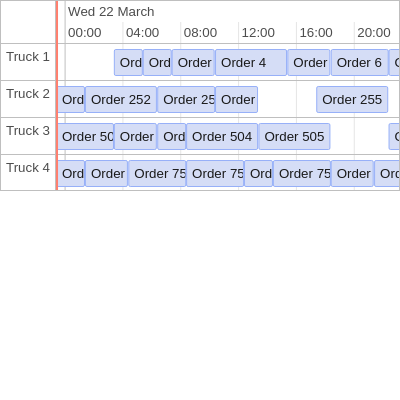 Wed 22 March
00:00 04:00 08:00 12:00 16:00 20:00
Truck 1 Ord Ord Order Order 4 Order Order 6
Truck 2 Ord Order 252 Order 25 Order Order 255
Truck 3 Order 50 Order Ord Order 504 Order 505
Truck 4 Ord Order Order 75 Order 75 Ord Order 75 Order Ord